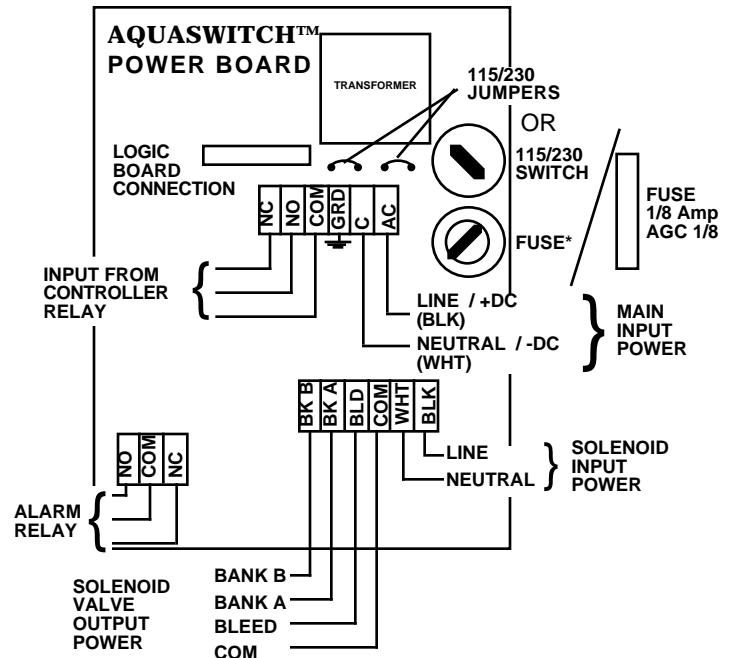 AQUASWITCH™
POWER BOARD
TRANSFORMER
115/230
JUMPERS
OR
115/230
SWITCH
LOGIC
BOARD
CONNECTION
FUSE
1/8 Amp
AGC 1/8
NC
NO
COM
GRD
C
AC
FUSE*
INPUT FROM
CONTROLLER
RELAY
LINE / +DC
(BLK)
NEUTRAL / -DC
(WHT)
MAIN
INPUT
POWER
BK B
BK A
BLD
COM
WHT
BLK
LINE
NEUTRAL
SOLENOID
INPUT
POWER
NO
COM
NC
ALARM
RELAY
SOLENOID
VALVE
OUTPUT
POWER
BANK B
BANK A
BLEED
COM